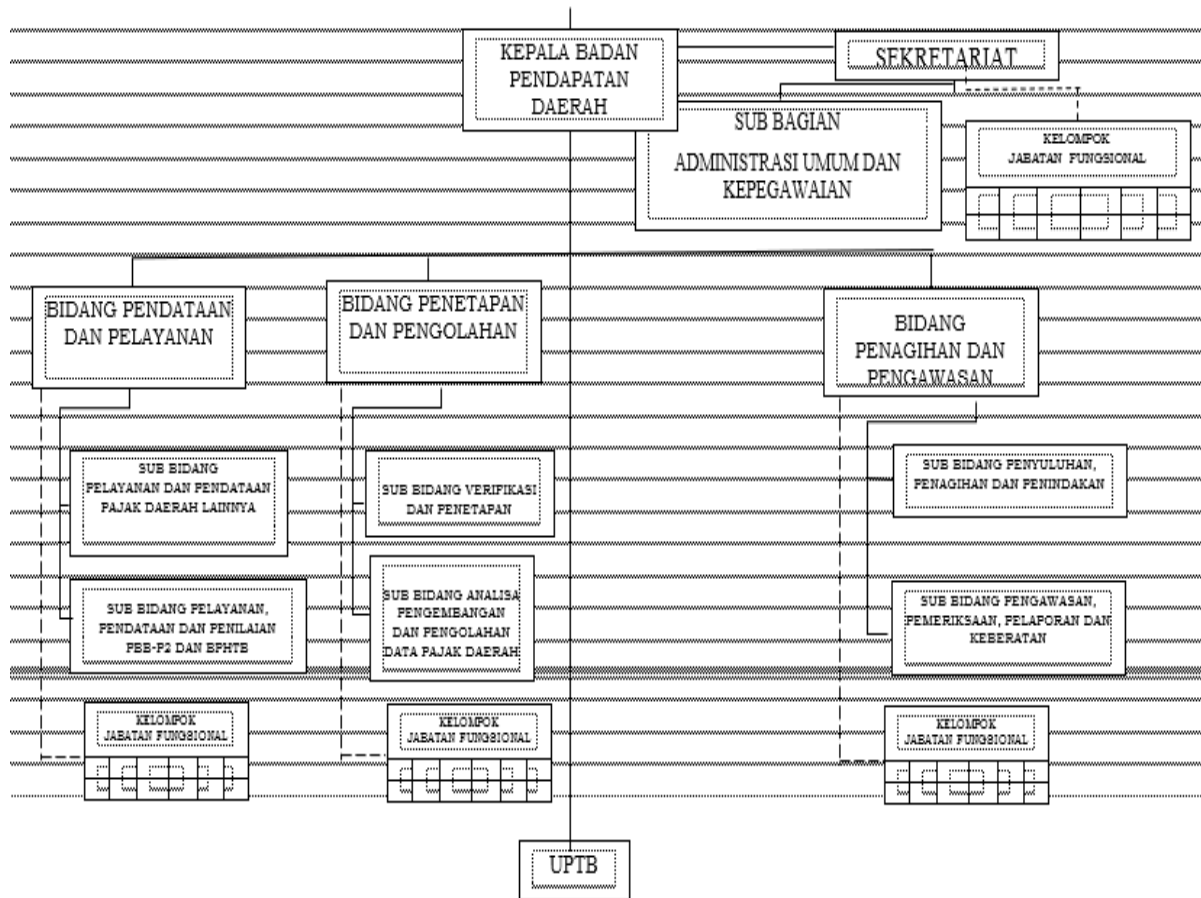 KEPALA BADAN
PENDAPATAN
DAERAH
SEKRETARIAT
SUB BAGIAN
ADMINISTRASI UMUM DAN
KEPEGAWAIAN
KELOMPOK
JABATAN FUNGSIONAL
BIDANG PENDATAAN
DAN PELAYANAN
BIDANG PENETAPAN
DAN PENGOLAHAN
BIDANG
PENAGIHAN DAN
PENGAWASAN
SUB BIDANG
PELAYANAN DAN PENDATAAN
PAJAK DAERAH LAINNYA
SUB BIDANG VERIFIKASI
DAN PENETAPAN
SUB BIDANG PENYULUHAN,
PENAGIHAN DAN PENINDAKAN
SUB BIDANG PELAYANAN,
PENDATAAN DAN PENILAIAN
PBB-P2 DAN BPHTB
SUB BIDANG ANALISA
PENGEMBANGAN
DAN PENGOLAHAN
DATA PAJAK DAERAH
SUB BIDANG PENGAWASAN,
PEMERIKSAAN, PELAPORAN DAN
KEBERATAN
KELOMPOK
JABATAN FUNGSIONAL
KELOMPOK
JABATAN FUNGSIONAL
KELOMPOK
JABATAN FUNGSIONAL
UPTB